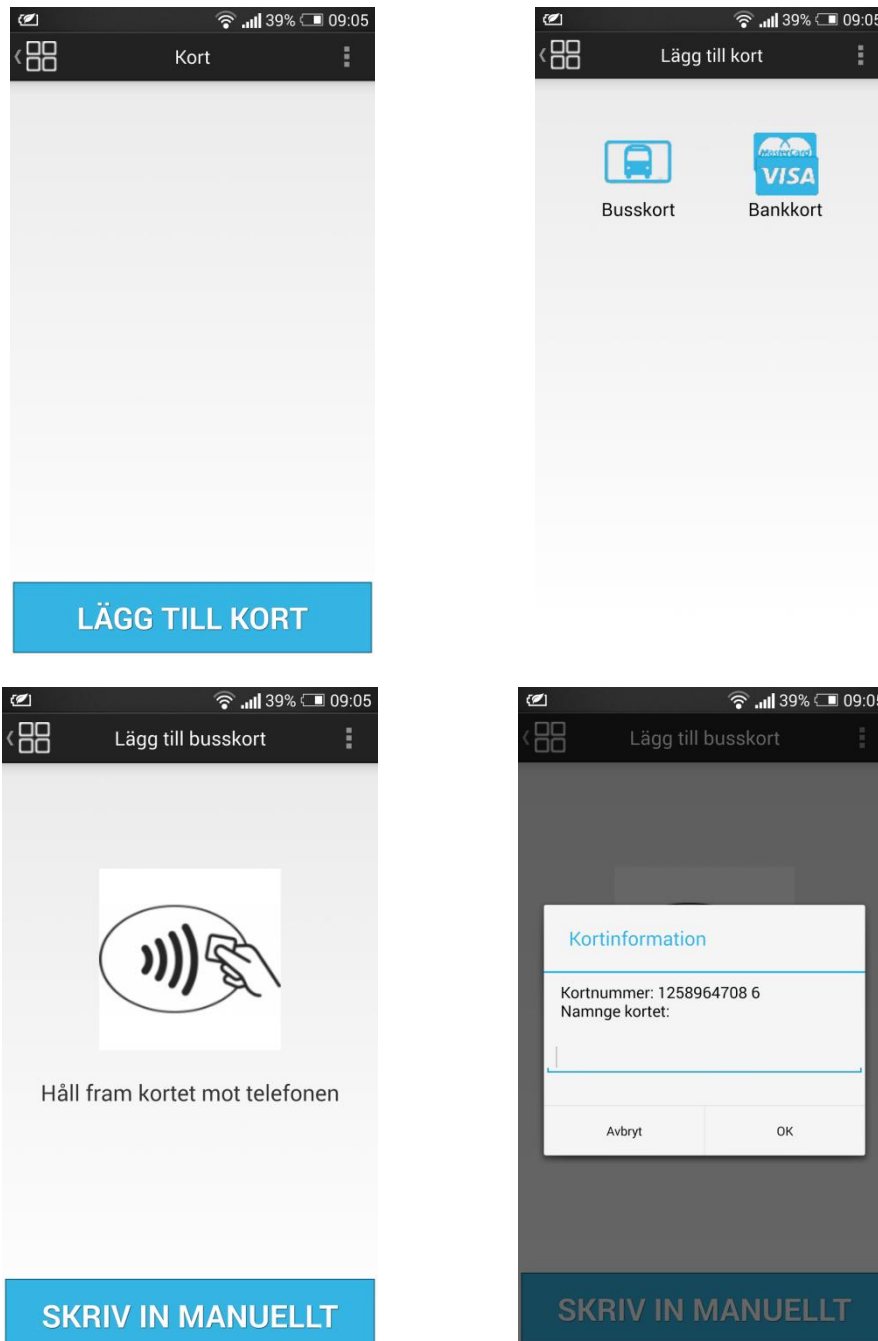 39% 09:05
Kort
LÄGG TILL KORT
39% 09:05
Lägg till kort
MasterCard
VISA
Busskort
Bankkort
39% 09:05
Lägg till busskort
Håll fram kortet mot telefonen
SKRIV IN MANUELLT
39% 09:05
Lägg till busskort
Kortinformation
Kortnummer: 1258964708 6
Namnge kortet:
Avbryt
OK
SKRIV IN MANUELLT